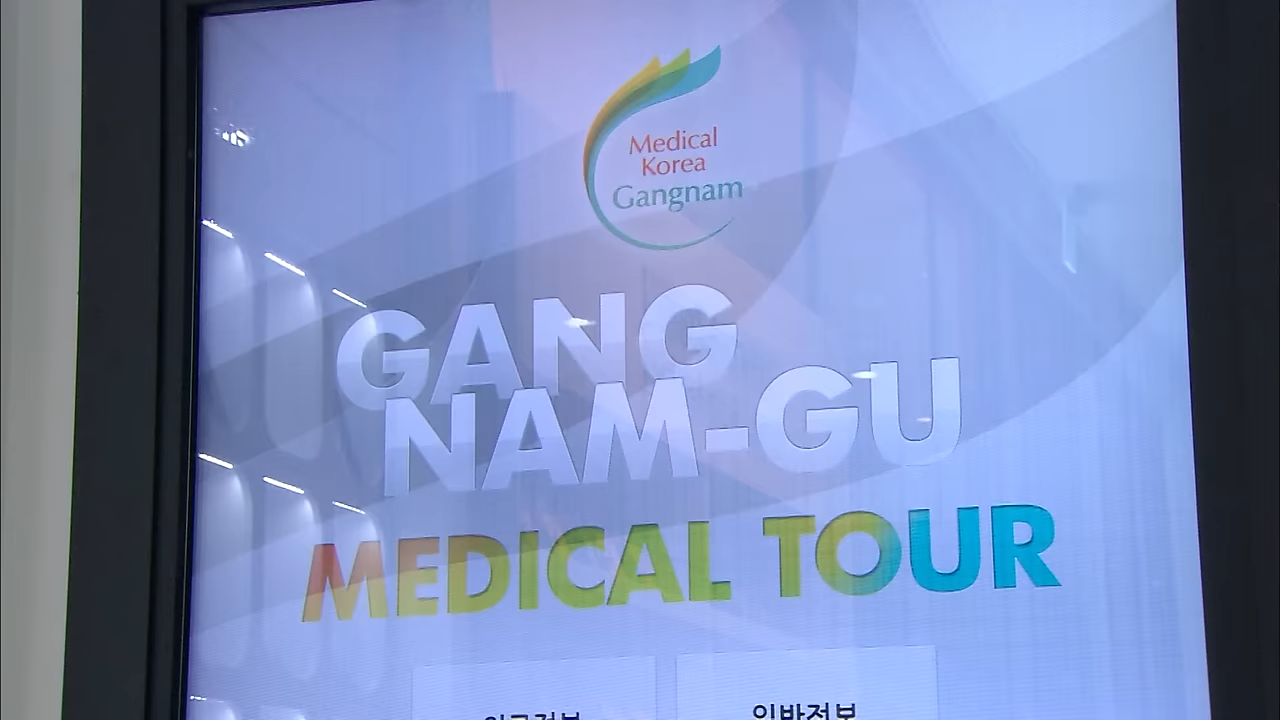 Medical
Korea
Gangnam
GANG
NAM-GU
MEDICAL TOUR
일반정보